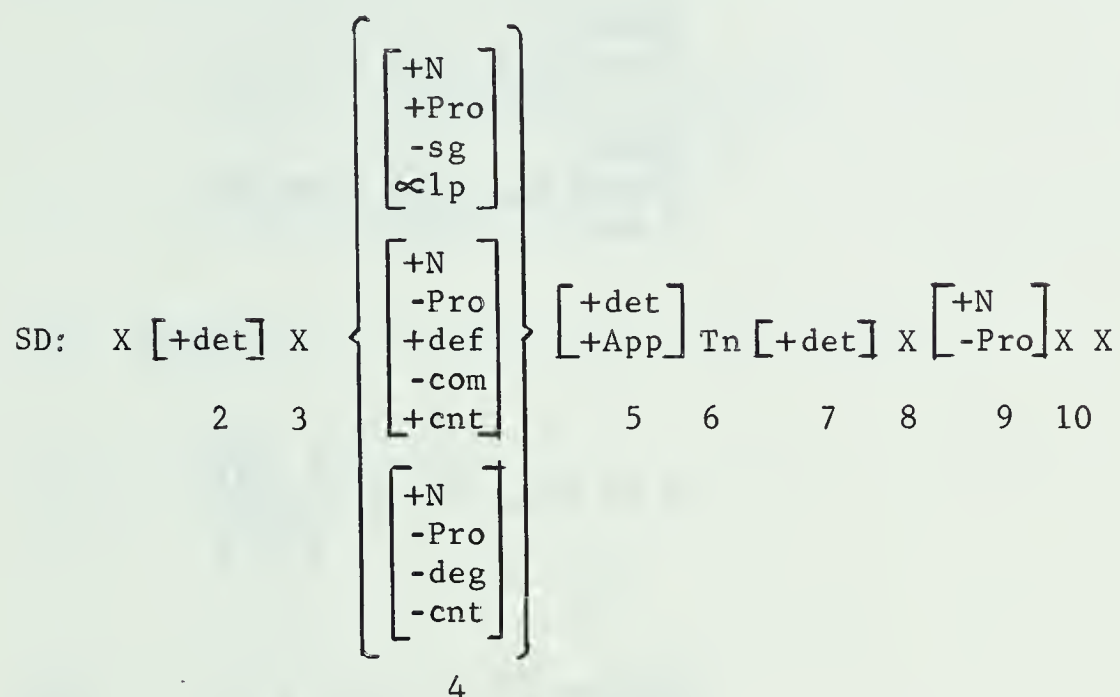 +N
+Pro
-sg
∝1p
+N
-Pro
+def
-com
+cnt
+N
-Pro
-deg
-cnt
SD: X [+det] X [+det +App] Tn [+det] X [+N -Pro] X X
2 3 4 5 6 7 8 9 10